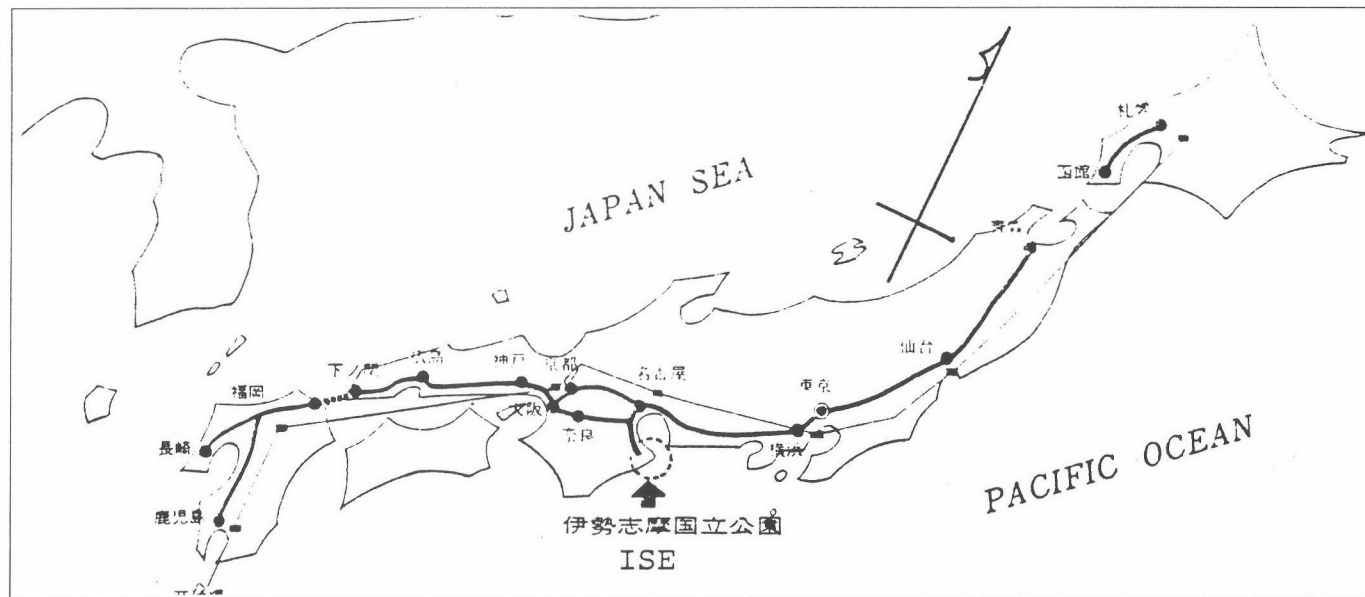 札幌
函館
JAPAN SEA
仙台
下ノ関
広島
神戸
京都
名古屋
東京
福岡
大阪
奈良
横浜
長崎
PACIFIC OCEAN
鹿児島
伊勢志摩国立公園
ISE